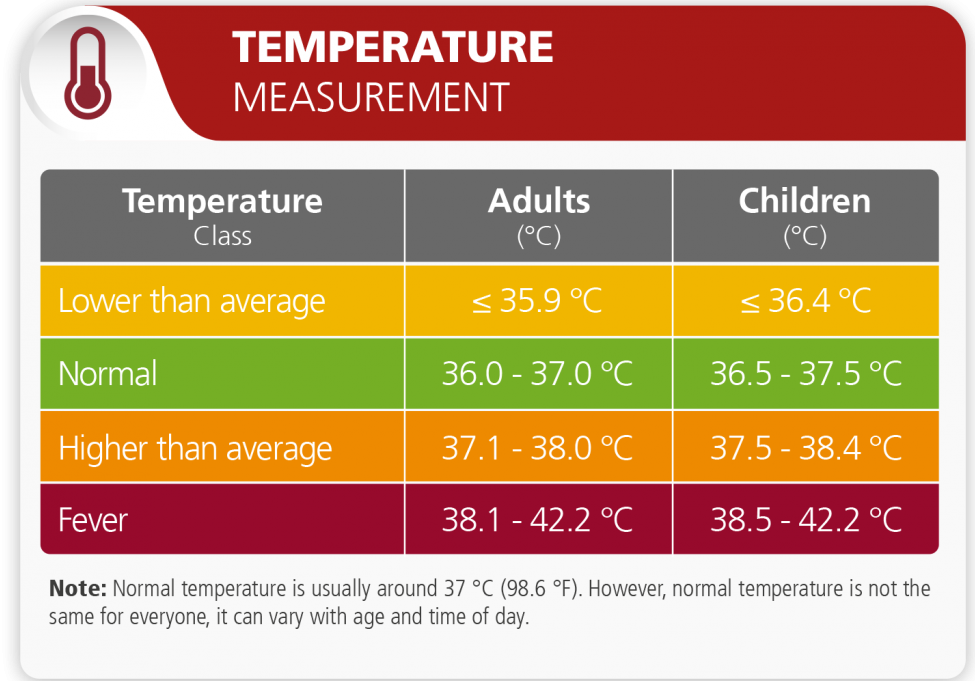 TEMPERATURE
MEASUREMENT
Temperature Adults Children
Class (°C) (°C)
Lower than average ≤ 35.9 °C ≤ 36.4 °C
Normal 36.0 - 37.0 °C 36.5 - 37.5 °C
Higher than average 37.1 - 38.0 °C 37.5 - 38.4 °C
Fever 38.1 - 42.2 °C 38.5 - 42.2 °C
Note: Normal temperature is usually around 37 °C (98.6 °F). However, normal temperature is not the
same for everyone, it can vary with age and time of day.